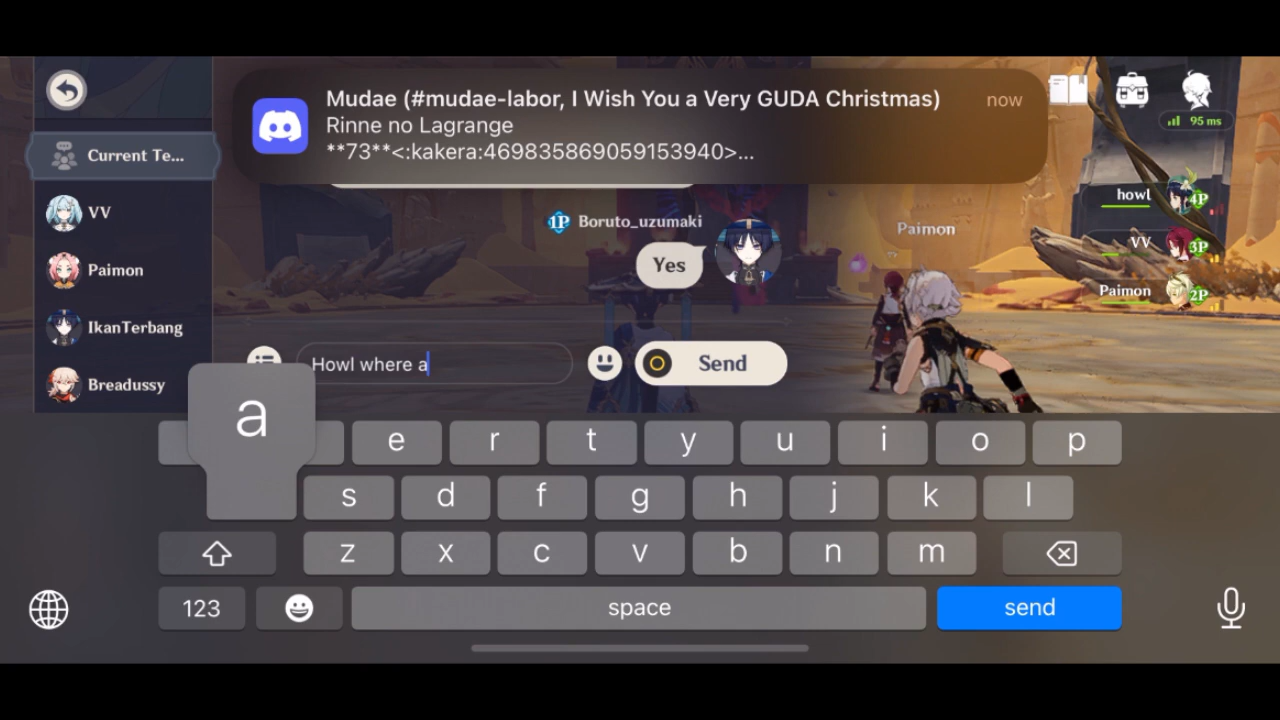 Mudae (#mudae-labor, I Wish You a Very GUDA Christmas)
now
Rinne no Lagrange
**73**<:kakera:469835869059153940>...
95 ms
Current Te...
VV
Paimon
IkanTerbang
Breadussy
1P Boruto_uzumaki
Yes
Paimon
howl 4P
VV 3P
Paimon 2P
Howl where a
Send
a
e r t y u i o p
s d f g h j k l
z x c v b n m
123
space
send